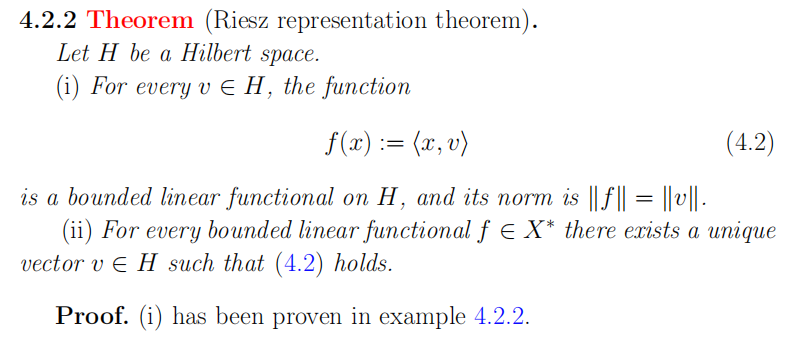 4.2.2 Theorem (Riesz representation theorem).
Let H be a Hilbert space.
(i) For every v ∈ H, the function
f(x) := ⟨x, v⟩ (4.2)
is a bounded linear functional on H, and its norm is ‖f‖ = ‖v‖.
(ii) For every bounded linear functional f ∈ X* there exists a unique
vector v ∈ H such that (4.2) holds.
Proof. (i) has been proven in example 4.2.2.